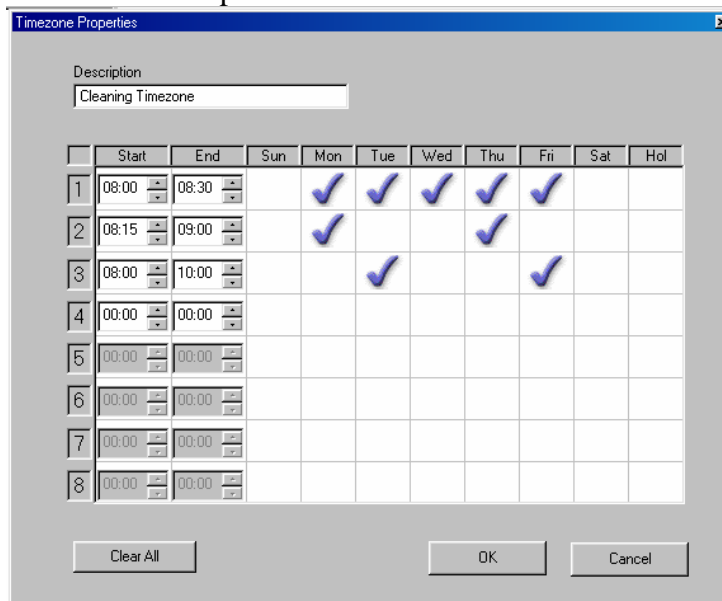 Timezone Properties
Description
Cleaning Timezone
Start End Sun Mon Tue Wed Thu Fri Sat Hol
1 08:00 08:30
2 08:15 09:00
3 08:00 10:00
4 00:00 00:00
5 00:00 00:00
6 00:00 00:00
7 00:00 00:00
8 00:00 00:00
Clear All OK Cancel